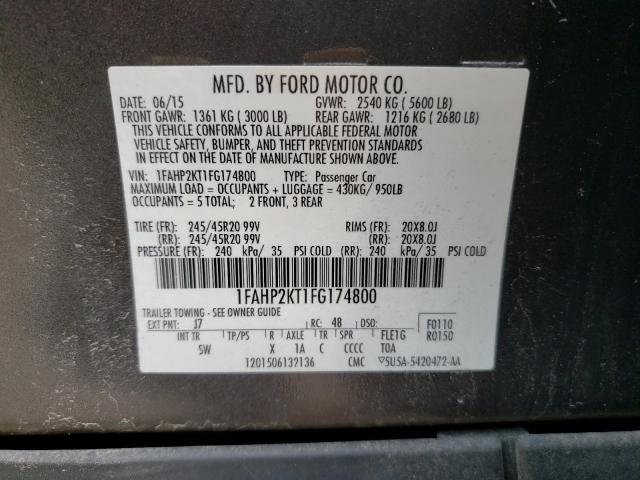 MFD. BY FORD MOTOR CO.
DATE: 06/15 GVWR: 2540 KG ( 5600 LB)
FRONT GAWR: 1361 KG ( 3000 LB) REAR GAWR: 1216 KG ( 2680 LB)
THIS VEHICLE CONFORMS TO ALL APPLICABLE FEDERAL MOTOR
VEHICLE SAFETY, BUMPER, AND THEFT PREVENTION STANDARDS
IN EFFECT ON THE DATE OF MANUFACTURE SHOWN ABOVE.
VIN: 1FAHP2KT1FG174800 TYPE: Passenger Car
MAXIMUM LOAD = OCCUPANTS + LUGGAGE = 430KG/ 950LB
OCCUPANTS = 5 TOTAL; 2 FRONT, 3 REAR
TIRE (FR): 245/45R20 99V RIMS (FR): 20X8.0J
(RR): 245/45R20 99V (RR): 20X8.0J
PRESSURE (FR): 240 kPa/ 35 PSI COLD (RR): 240 kPa/ 35 PSI COLD
1FAHP2KT1FG174800
TRAILER TOWING - SEE OWNER GUIDE
EXT PNT: J7 RC: 48 DSO: F0110
INT TR TP/PS R AXLE TR SPR FLE1G R0150
SW X 1A C CCCC TOA
1201506132136 CMC ▽5U5A-5420472-AA